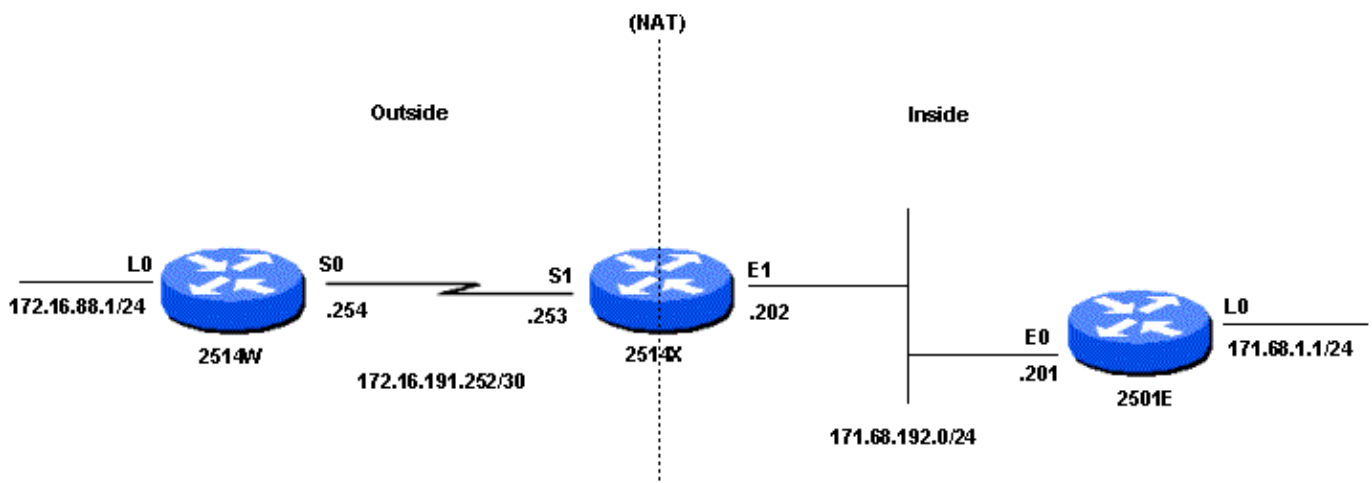 (NAT)
Outside
Inside
L0
S0
S1
E1
172.16.88.1/24
.254
.253
.202
E0
L0
2514W
2514X
.201
171.68.1.1/24
172.16.191.252/30
2501E
171.68.192.0/24